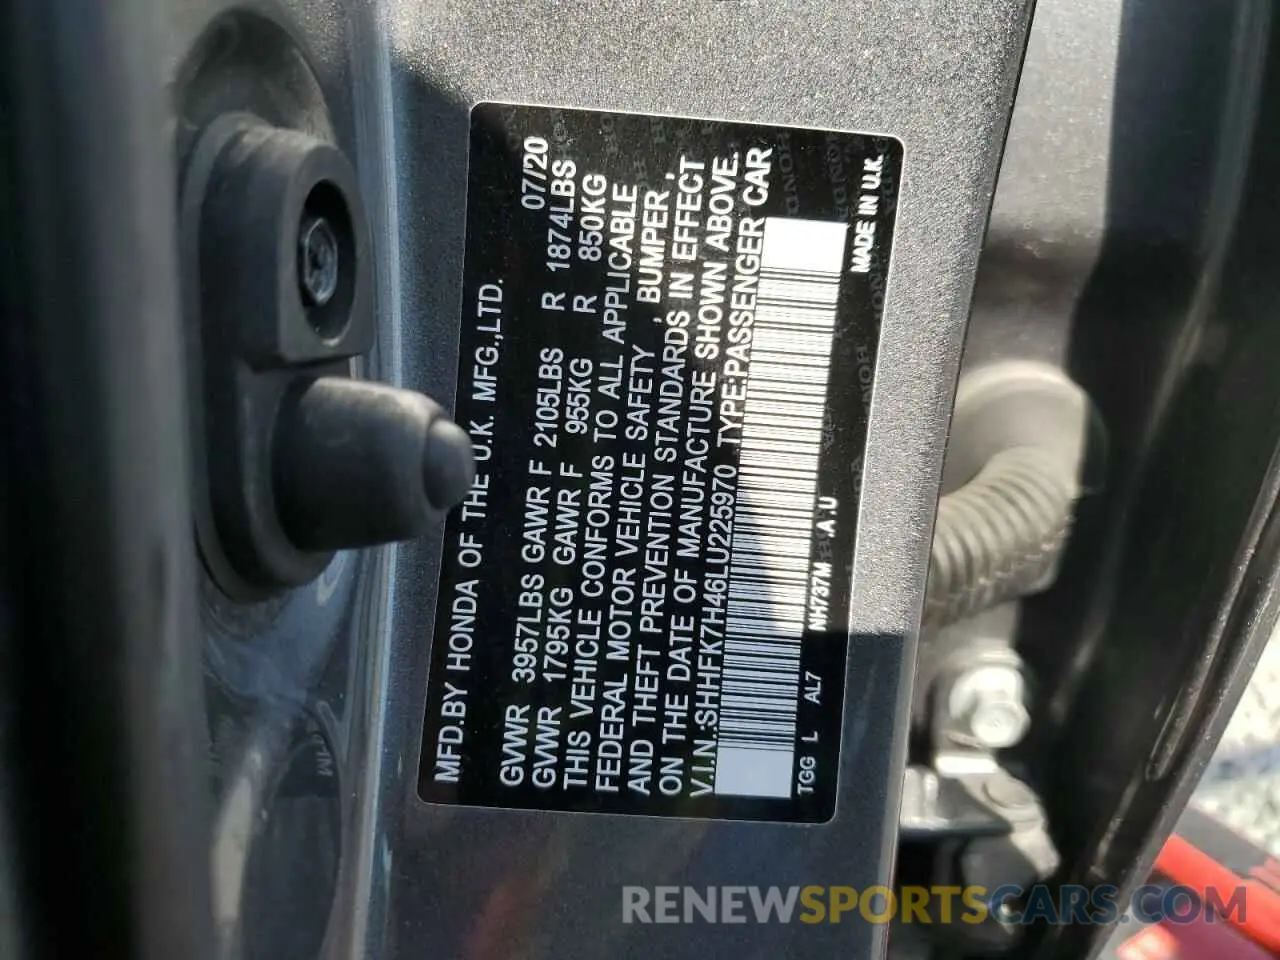 MFD.BY HONDA OF THE U.K. MFG.,LTD.
07/20
GVWR 3957LBS GAWR F 2105LBS R 1874LBS
GVWR 1795KG GAWR F 955KG R 850KG
THIS VEHICLE CONFORMS TO ALL APPLICABLE
FEDERAL MOTOR VEHICLE SAFETY , BUMPER ,
AND THEFT PREVENTION STANDARDS IN EFFECT
ON THE DATE OF MANUFACTURE SHOWN ABOVE.
V.I.N.:SHHFK7H46LU225970 TYPE:PASSENGER CAR
TGG L AL7 NH737M .A.U MADE IN U.K.
RENEWSPORTSCARS.COM